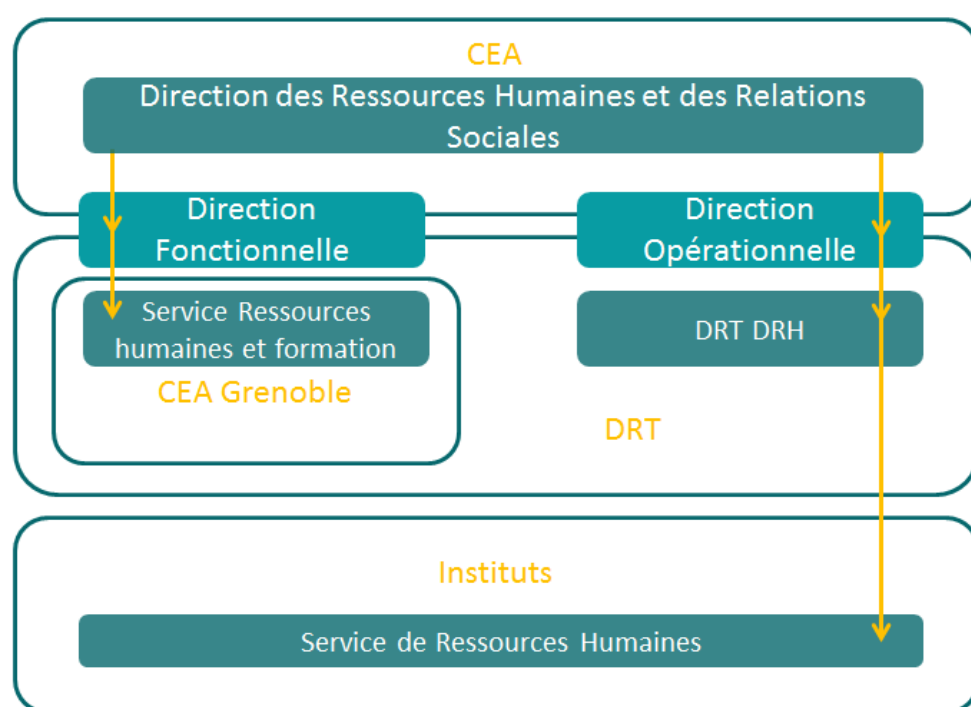 CEA
Direction des Ressources Humaines et des Relations
Sociales
Direction
Fonctionnelle
Direction
Opérationnelle
Service Ressources
humaines et formation
CEA Grenoble
DRT DRH
DRT
Instituts
Service de Ressources Humaines